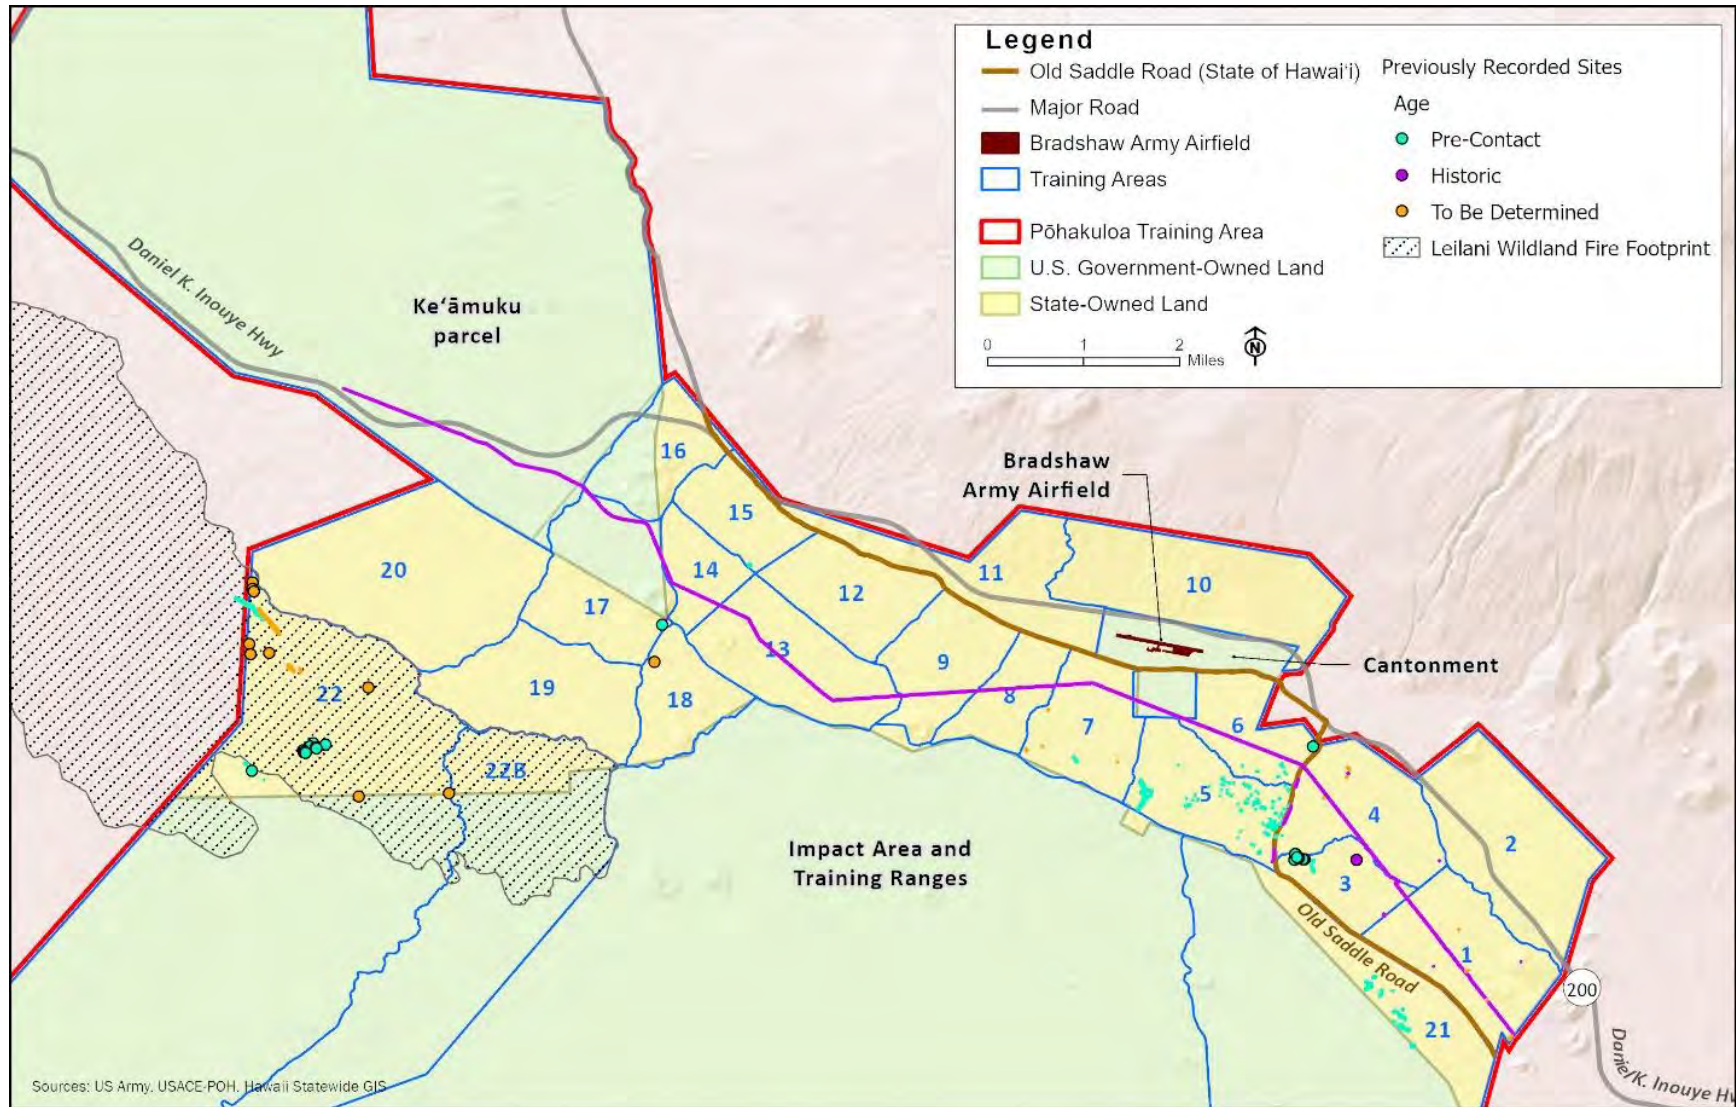 Legend
Old Saddle Road (State of Hawai‘i)
Major Road
Bradshaw Army Airfield
Training Areas
Pōhakuloa Training Area
U.S. Government-Owned Land
State-Owned Land
0 1 2 Miles
N
Previously Recorded Sites
Age
Pre-Contact
Historic
To Be Determined
Leilani Wildland Fire Footprint
Daniel K. Inouye Hwy
Ke‘āmuku
parcel
Bradshaw
Army Airfield
16
15
11
10
20
14
12
17
13
9
Cantonment
19
18
22
8
7
6
22B
5
4
2
Impact Area and
Training Ranges
3
Old Saddle Road
1
200
21
Daniel K. Inouye
Sources: US Army, USACE-POH, Hawaii Statewide GIS